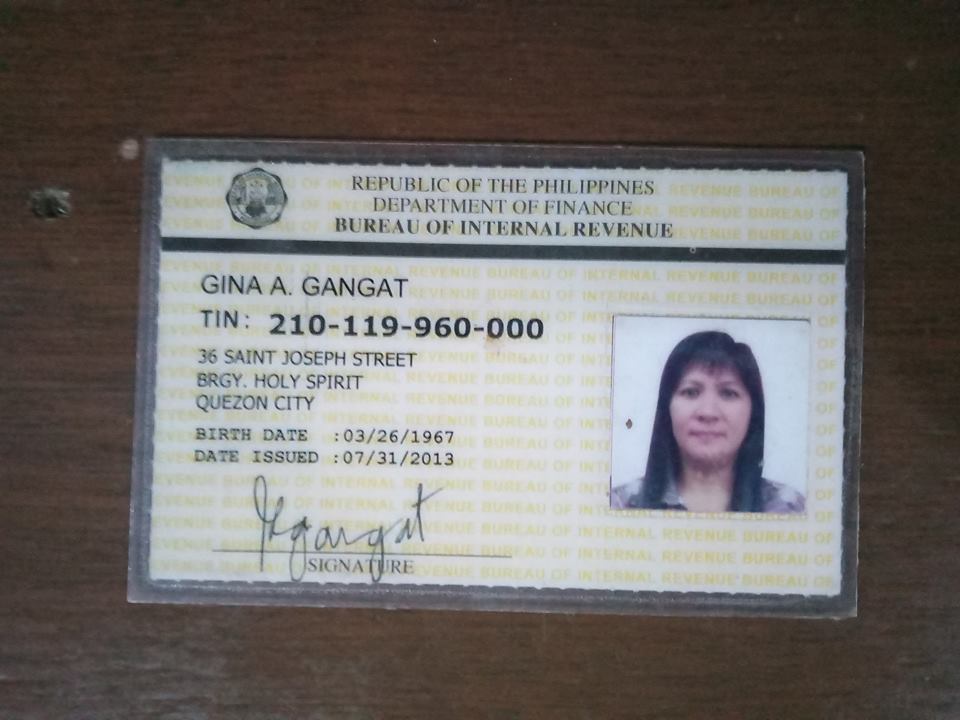 REPUBLIC OF THE PHILIPPINES
DEPARTMENT OF FINANCE
BUREAU OF INTERNAL REVENUE
GINA A. GANGAT
TIN: 210-119-960-000
36 SAINT JOSEPH STREET
BRGY. HOLY SPIRIT
QUEZON CITY
BIRTH DATE :03/26/1967
DATE ISSUED :07/31/2013
SIGNATURE